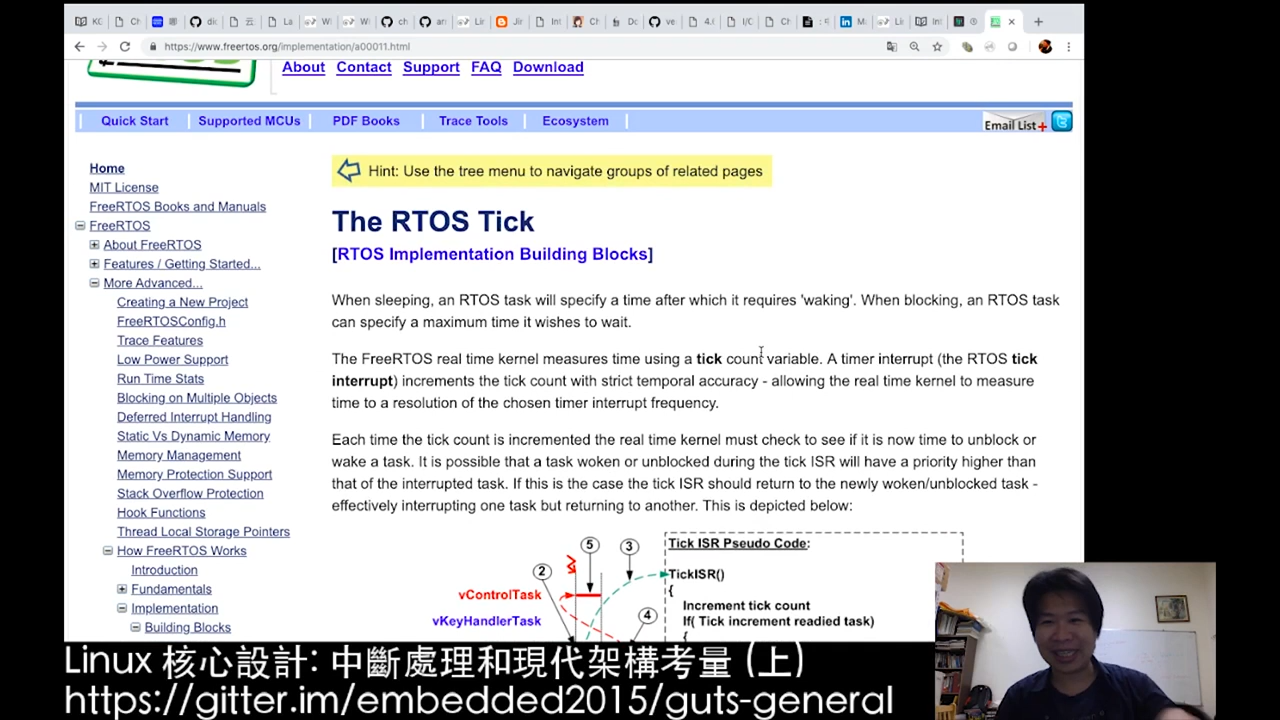 https://www.freertos.org/implementation/a00011.html
About Contact Support FAQ Download
Quick Start Supported MCUs PDF Books Trace Tools Ecosystem Email List+
Hint: Use the tree menu to navigate groups of related pages
Home
MIT License
FreeRTOS Books and Manuals
FreeRTOS
About FreeRTOS
Features / Getting Started...
More Advanced...
Creating a New Project
FreeRTOSConfig.h
Trace Features
Low Power Support
Run Time Stats
Blocking on Multiple Objects
Deferred Interrupt Handling
Static Vs Dynamic Memory
Memory Management
Memory Protection Support
Stack Overflow Protection
Hook Functions
Thread Local Storage Pointers
How FreeRTOS Works
Introduction
Fundamentals
Implementation
Building Blocks
The RTOS Tick
[RTOS Implementation Building Blocks]
When sleeping, an RTOS task will specify a time after which it requires 'waking'. When blocking, an RTOS task
can specify a maximum time it wishes to wait.
The FreeRTOS real time kernel measures time using a tick count variable. A timer interrupt (the RTOS tick
interrupt) increments the tick count with strict temporal accuracy - allowing the real time kernel to measure
time to a resolution of the chosen timer interrupt frequency.
Each time the tick count is incremented the real time kernel must check to see if it is now time to unblock or
wake a task. It is possible that a task woken or unblocked during the tick ISR will have a priority higher than
that of the interrupted task. If this is the case the tick ISR should return to the newly woken/unblocked task -
effectively interrupting one task but returning to another. This is depicted below:
5
3
2
4
vControlTask
vKeyHandlerTask
Tick ISR Pseudo Code:
TickISR()
{
Increment tick count
If( Tick increment readied task)
{
Linux 核心設計: 中斷處理和現代架構考量 (上)
https://gitter.im/embedded2015/guts-general